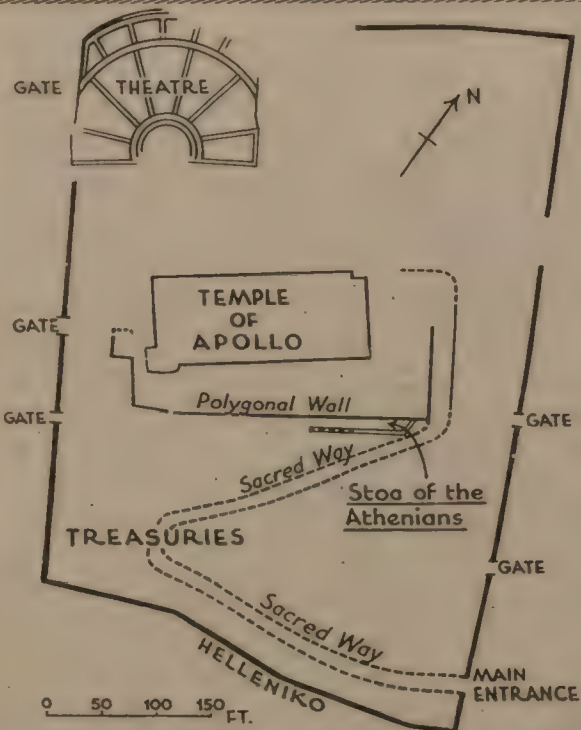 GATE
THEATRE
N
TEMPLE
OF
APOLLO
GATE
Polygonal Wall
GATE
GATE
Sacred Way
Stoa of the
Athenians
TREASURIES
GATE
Sacred Way
HELLENIKO
MAIN
ENTRANCE
0 50 100 150
FT.